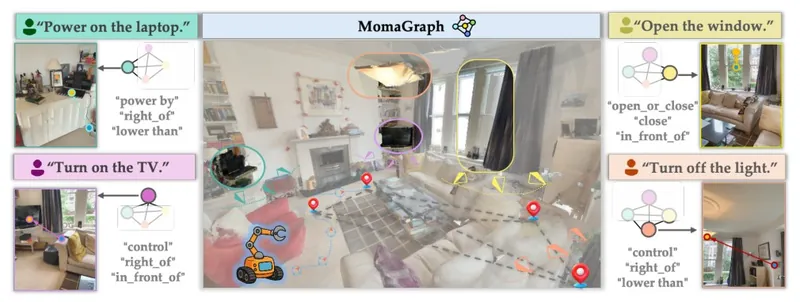 “Power on the laptop.”
"power by"
"right_of"
"lower than"
“Turn on the TV.”
"control"
"right_of"
"in_front_of"
MomaGraph
“Open the window.”
"open_or_close"
"close"
"in_front_of"
“Turn off the light.”
"control"
"right_of"
"lower than"